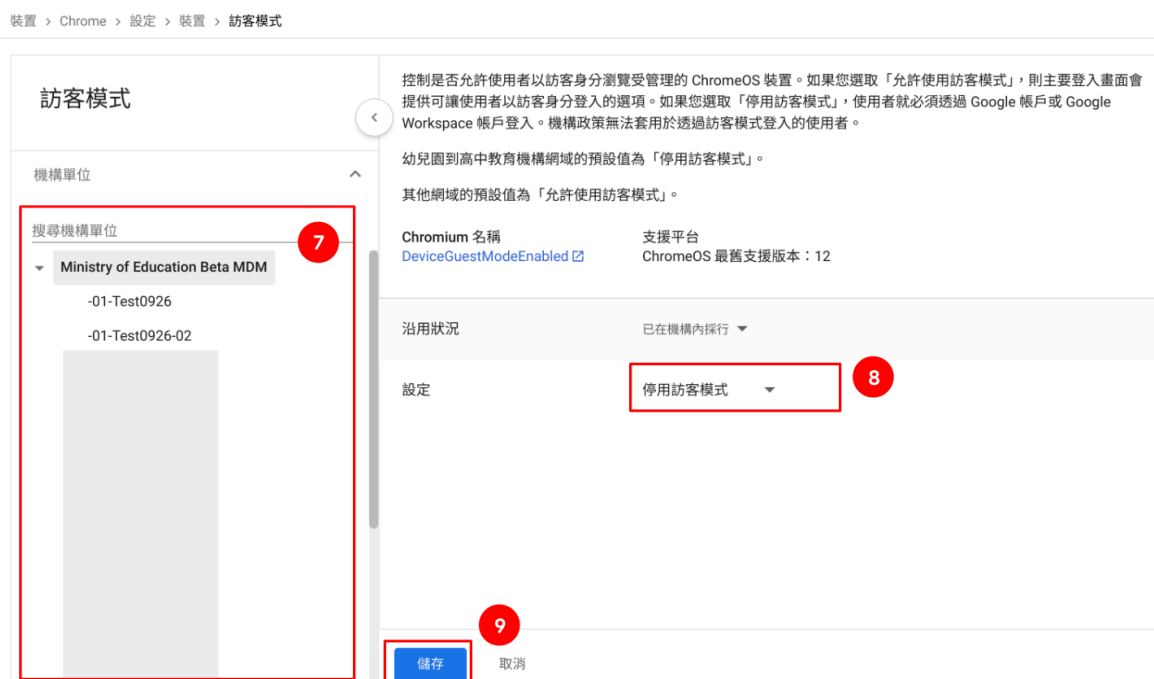 裝置 > Chrome > 設定 > 裝置 > 訪客模式
訪客模式
機構單位
搜尋機構單位
7
Ministry of Education Beta MDM
-01-Test0926
-01-Test0926-02
控制是否允許使用者以訪客身分瀏覽受管理的 ChromeOS 裝置。如果您選取「允許使用訪客模式」,則主要登入畫面會
提供可讓使用者以訪客身分登入的選項。如果您選取「停用訪客模式」,使用者就必須透過 Google 帳戶或 Google
Workspace 帳戶登入。機構政策無法套用於透過訪客模式登入的使用者。
幼兒園到高中教育機構網域的預設值為「停用訪客模式」。
其他網域的預設值為「允許使用訪客模式」。
Chromium 名稱
DeviceGuestModeEnabled
支援平台
ChromeOS 最舊支援版本:12
沿用狀況
已在機構內採行
設定
停用訪客模式
8
9
儲存
取消